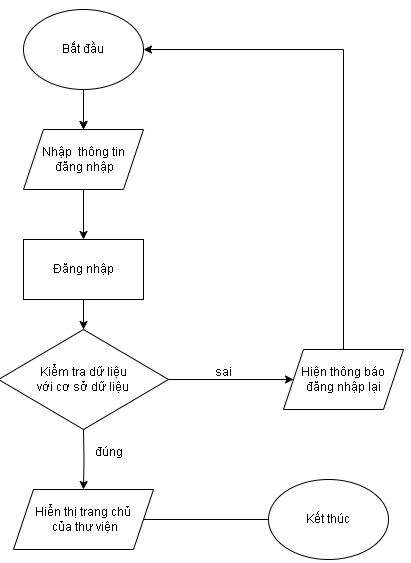 Bắt đầu
Nhập thông tin
đăng nhập
Đăng nhập
Kiểm tra dữ liệu
với cơ sở dữ liệu
sai
Hiện thông báo
đăng nhập lại
đúng
Hiển thị trang chủ
của thư viện
Kết thúc